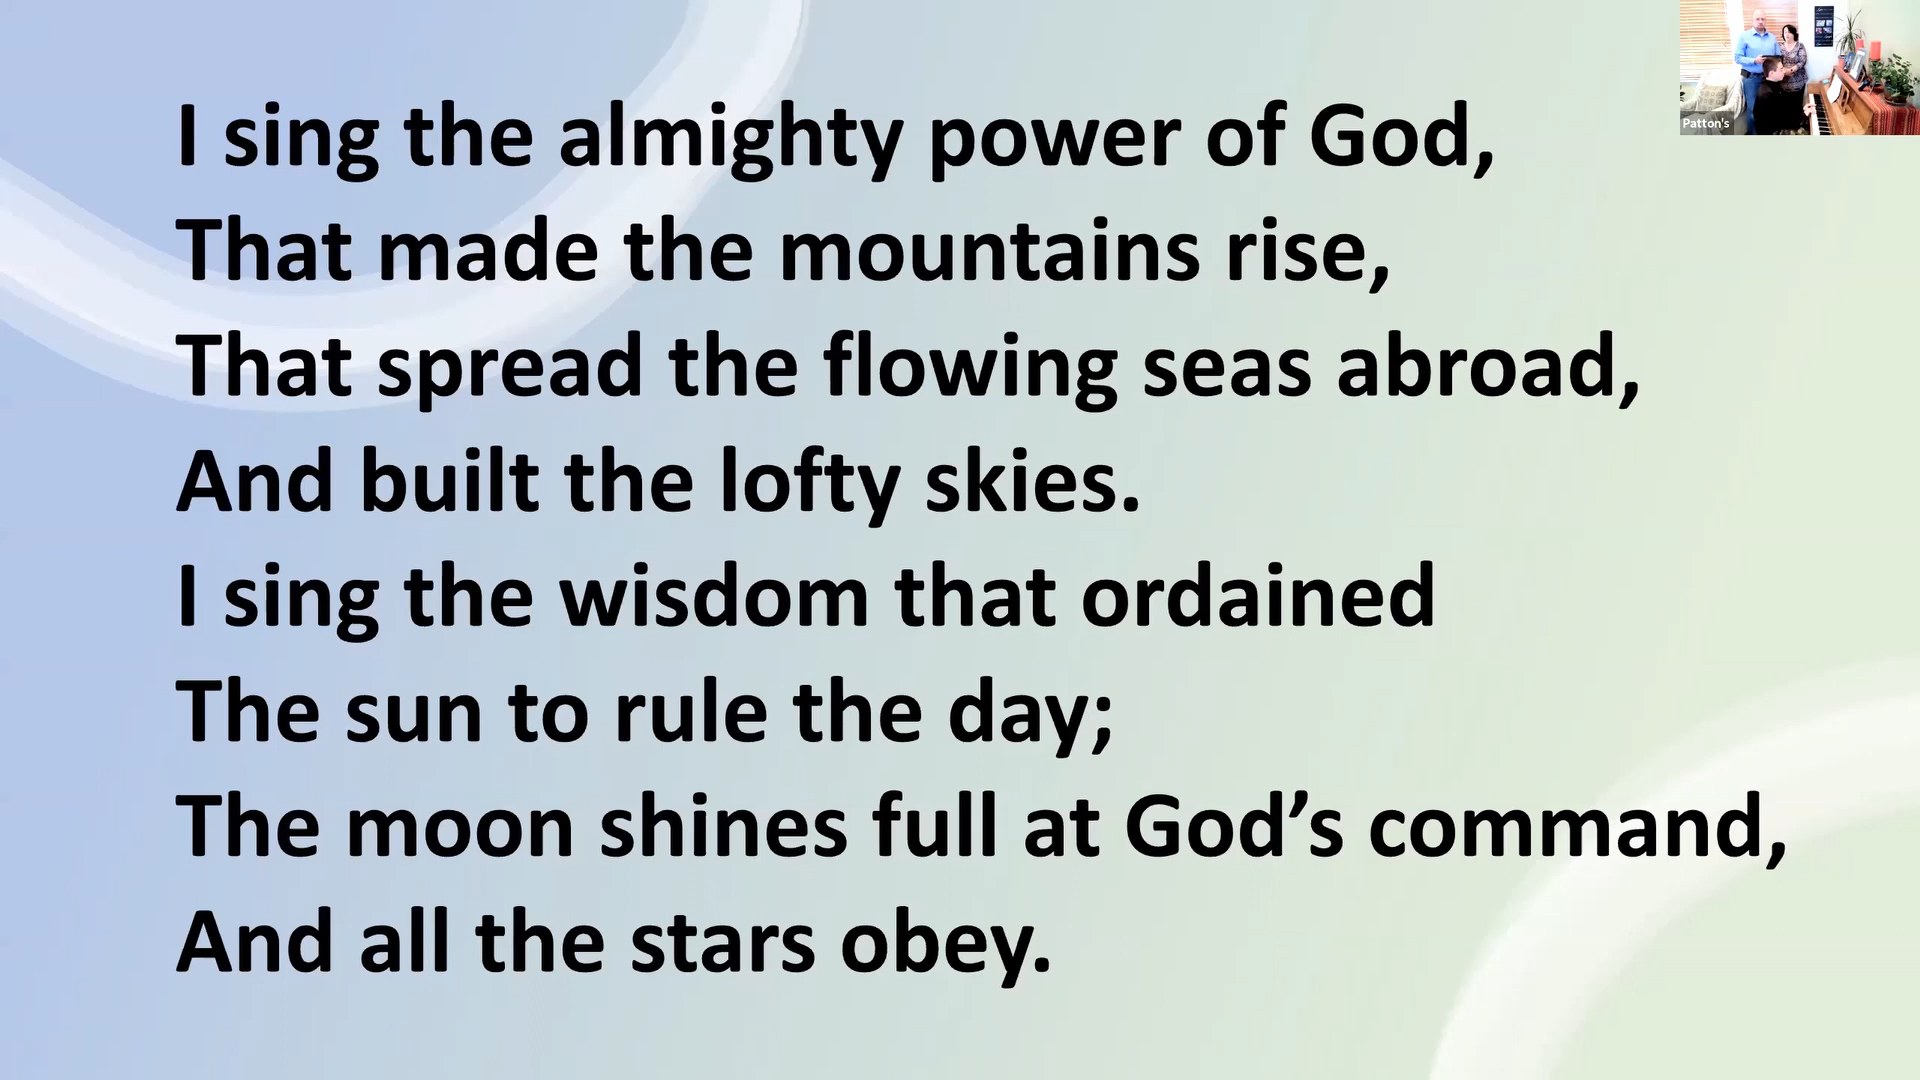 I sing the almighty power of God,
That made the mountains rise,
That spread the flowing seas abroad,
And built the lofty skies.
I sing the wisdom that ordained
The sun to rule the day;
The moon shines full at God’s command,
And all the stars obey.
Patton's